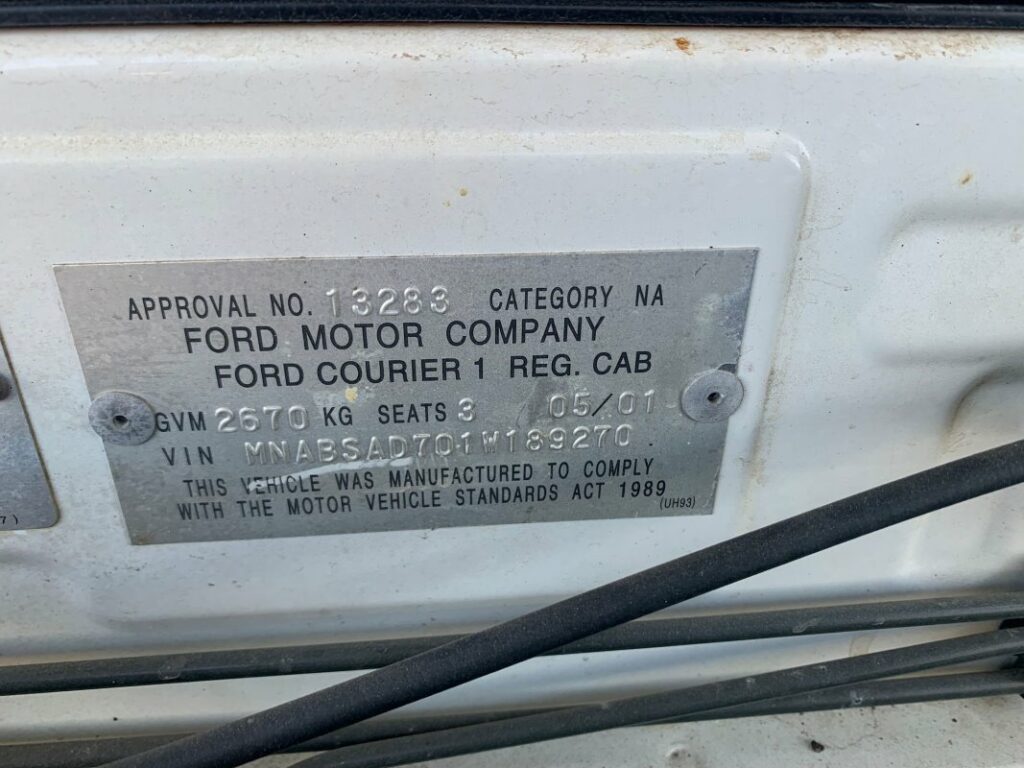 APPROVAL NO. 13283 CATEGORY NA
FORD MOTOR COMPANY
FORD COURIER 1 REG. CAB
GVM 2670 KG SEATS 3 05/01
VIN MNABSAD701W189270
THIS VEHICLE WAS MANUFACTURED TO COMPLY
WITH THE MOTOR VEHICLE STANDARDS ACT 1989
(UH93)
7)